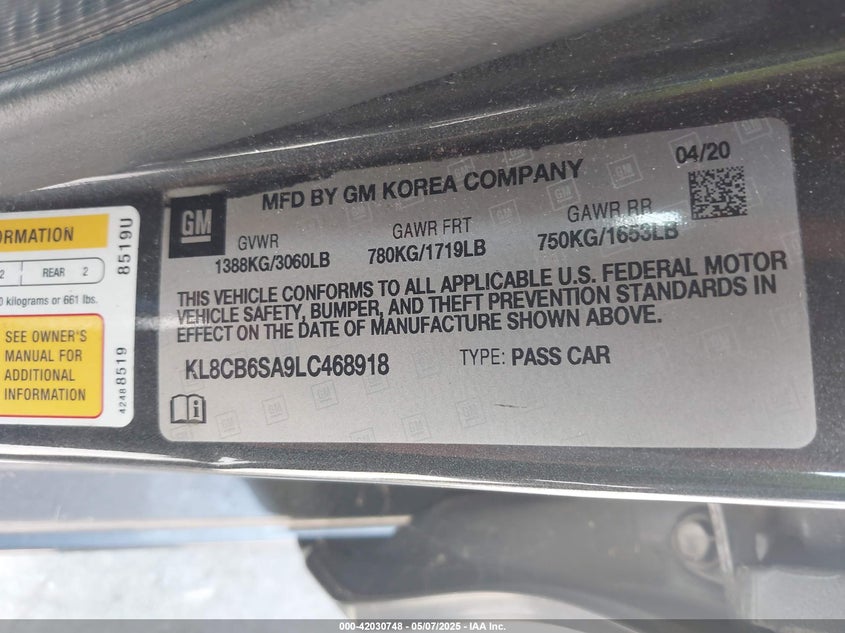 04/20
MFD BY GM KOREA COMPANY
GM
GVWR GAWR FRT GAWR RR
1388KG/3060LB 780KG/1719LB 750KG/1653LB
THIS VEHICLE CONFORMS TO ALL APPLICABLE U.S. FEDERAL MOTOR
VEHICLE SAFETY, BUMPER, AND THEFT PREVENTION STANDARDS IN
EFFECT ON THE DATE OF MANUFACTURE SHOWN ABOVE.
KL8CB6SA9LC468918 TYPE: PASS CAR
ORMATION
2 REAR 2
0 kilograms or 661 lbs.
SEE OWNER'S
MANUAL FOR
ADDITIONAL
INFORMATION
8519U
42488519
000-42030748 - 05/07/2025 - IAA Inc.